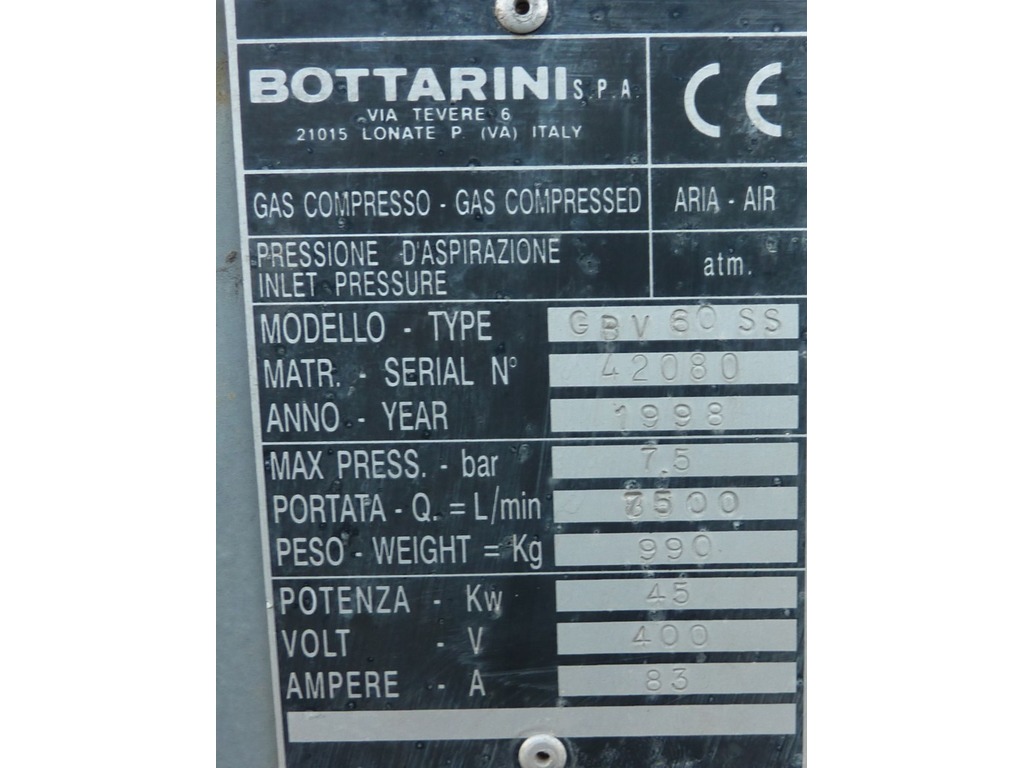 BOTTARINI S.P.A.
VIA TEVERE 6
21015 LONATE P. (VA) ITALY
CE
GAS COMPRESSO - GAS COMPRESSED ARIA - AIR
PRESSIONE D'ASPIRAZIONE
INLET PRESSURE atm.
MODELLO - TYPE GBV 60 SS
MATR. - SERIAL N° 42080
ANNO - YEAR 1998
MAX PRESS. - bar 7.5
PORTATA - Q. = L/min
PESO - WEIGHT = Kg 990
POTENZA - Kw 45
VOLT - V 400
AMPERE - A 83